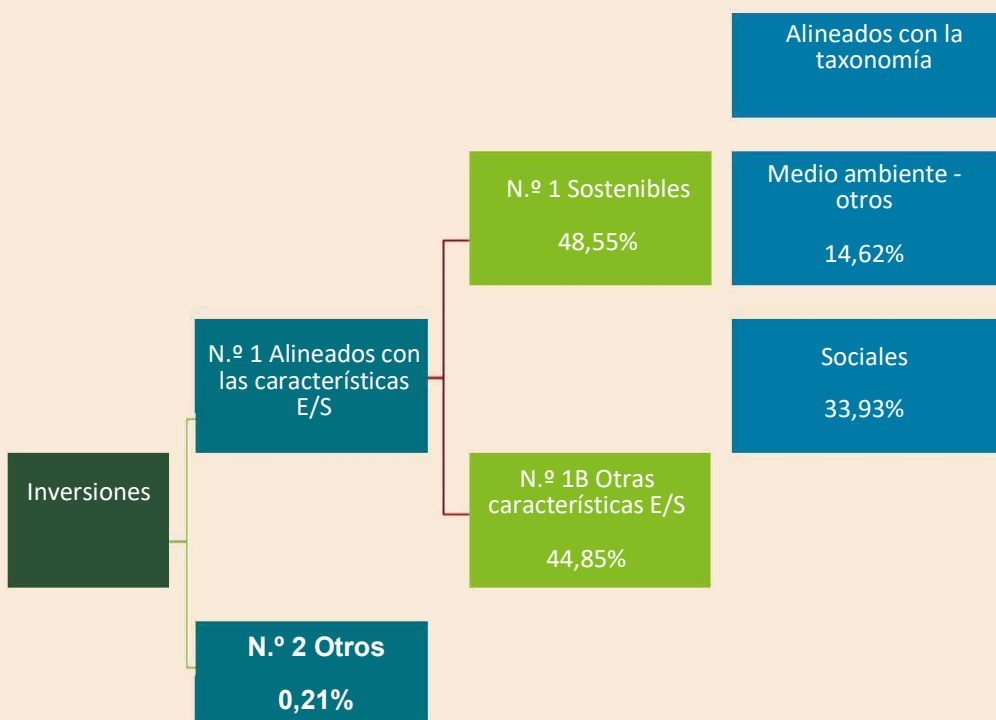 Alineados con la
taxonomía
N.º 1 Sostenibles
48,55%
Medio ambiente -
otros
14,62%
N.º 1 Alineados con
las características
E/S
Sociales
33,93%
Inversiones
N.º 1B Otras
características E/S
44,85%
N.º 2 Otros
0,21%